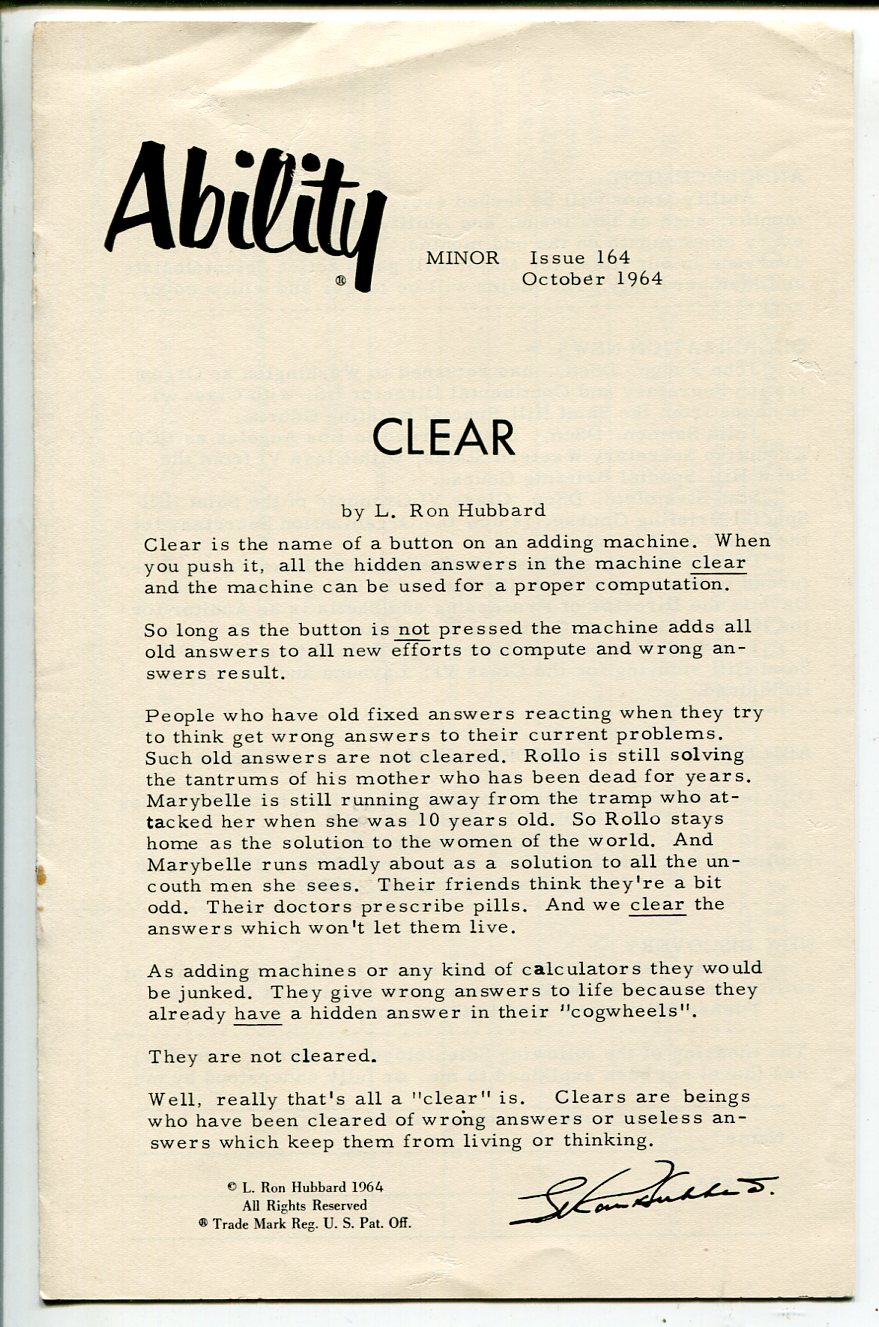 Ability
®
MINOR Issue 164
October 1964
CLEAR
by L. Ron Hubbard
Clear is the name of a button on an adding machine. When
you push it, all the hidden answers in the machine clear
and the machine can be used for a proper computation.
So long as the button is not pressed the machine adds all
old answers to all new efforts to compute and wrong an-
swers result.
People who have old fixed answers reacting when they try
to think get wrong answers to their current problems.
Such old answers are not cleared. Rollo is still solving
the tantrums of his mother who has been dead for years.
Marybelle is still running away from the tramp who at-
tacked her when she was 10 years old. So Rollo stays
home as the solution to the women of the world. And
Marybelle runs madly about as a solution to all the un-
couth men she sees. Their friends think they're a bit
odd. Their doctors prescribe pills. And we clear the
answers which won't let them live.
As adding machines or any kind of calculators they would
be junked. They give wrong answers to life because they
already have a hidden answer in their "cogwheels".
They are not cleared.
Well, really that's all a "clear" is. Clears are beings
who have been cleared of wrong answers or useless an-
swers which keep them from living or thinking.
© L. Ron Hubbard 1964
All Rights Reserved
® Trade Mark Reg. U. S. Pat. Off.
L Ron Hubbard